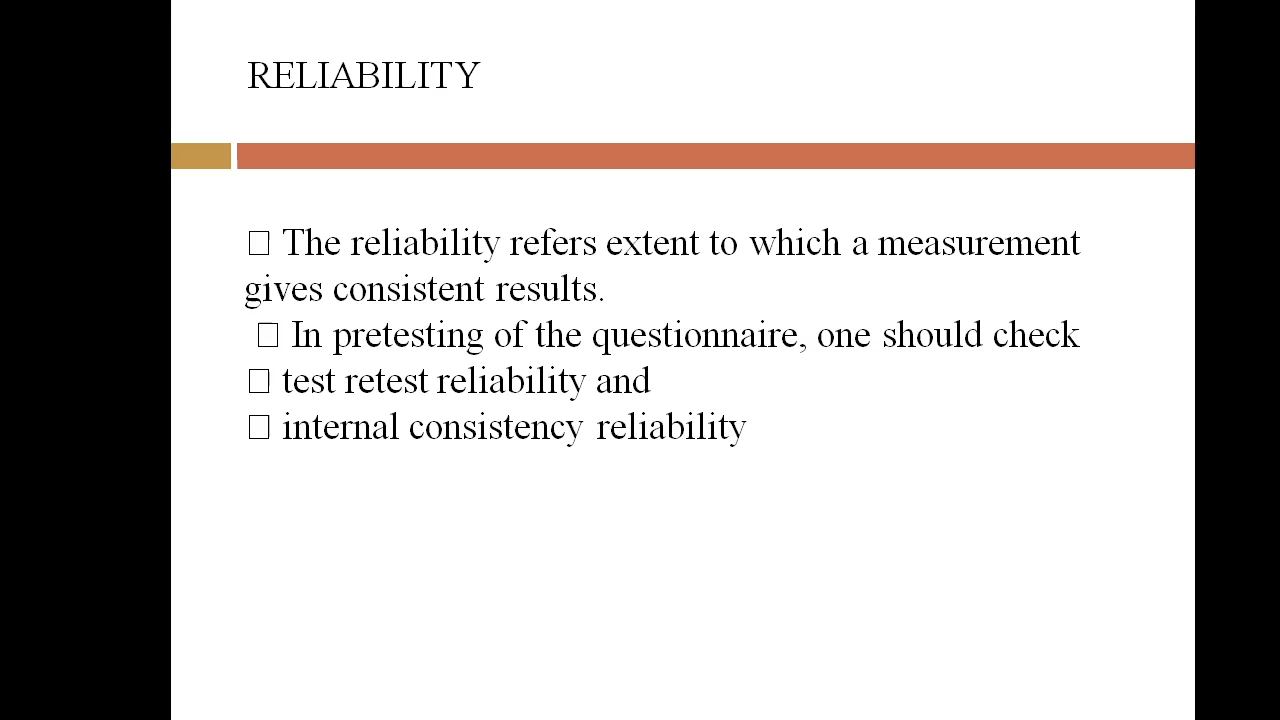 RELIABILITY
□ The reliability refers extent to which a measurement
gives consistent results.
□ In pretesting of the questionnaire, one should check
□ test retest reliability and
□ internal consistency reliability